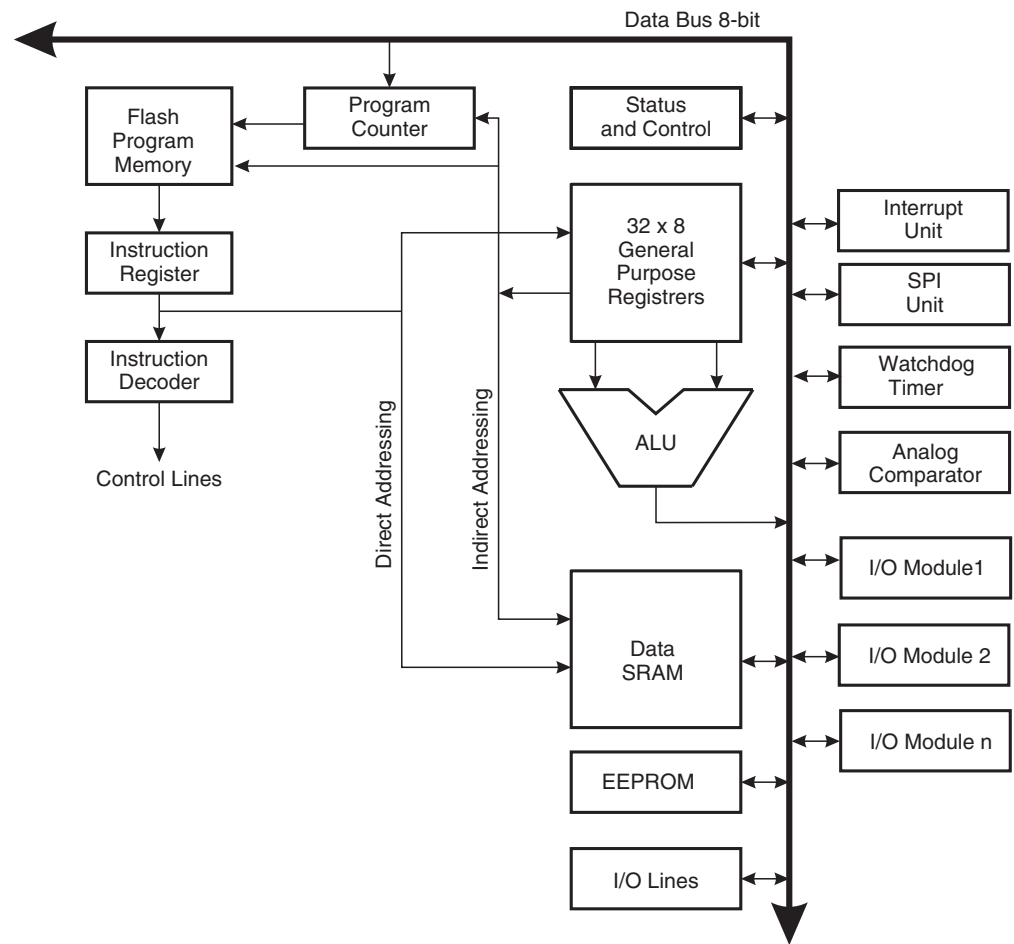 Data Bus 8-bit
Flash
Program
Memory
Program
Counter
Status
and Control
Instruction
Register
32 x 8
General
Purpose
Registrers
Interrupt
Unit
SPI
Unit
Instruction
Decoder
Watchdog
Timer
Control Lines
Direct Addressing
Indirect Addressing
ALU
Analog
Comparator
I/O Module1
Data
SRAM
I/O Module 2
I/O Module n
EEPROM
I/O Lines